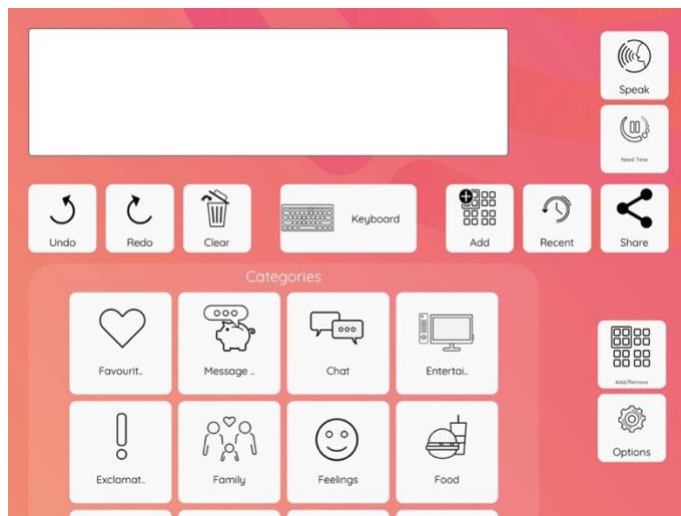 Speak
Need Time
Undo
Redo
Clear
Keyboard
Add
Recent
Share
Categories
Favourit..
Message ..
Chat
Entertai..
Add/Remove
Exclamat..
Family
Feelings
Food
Options